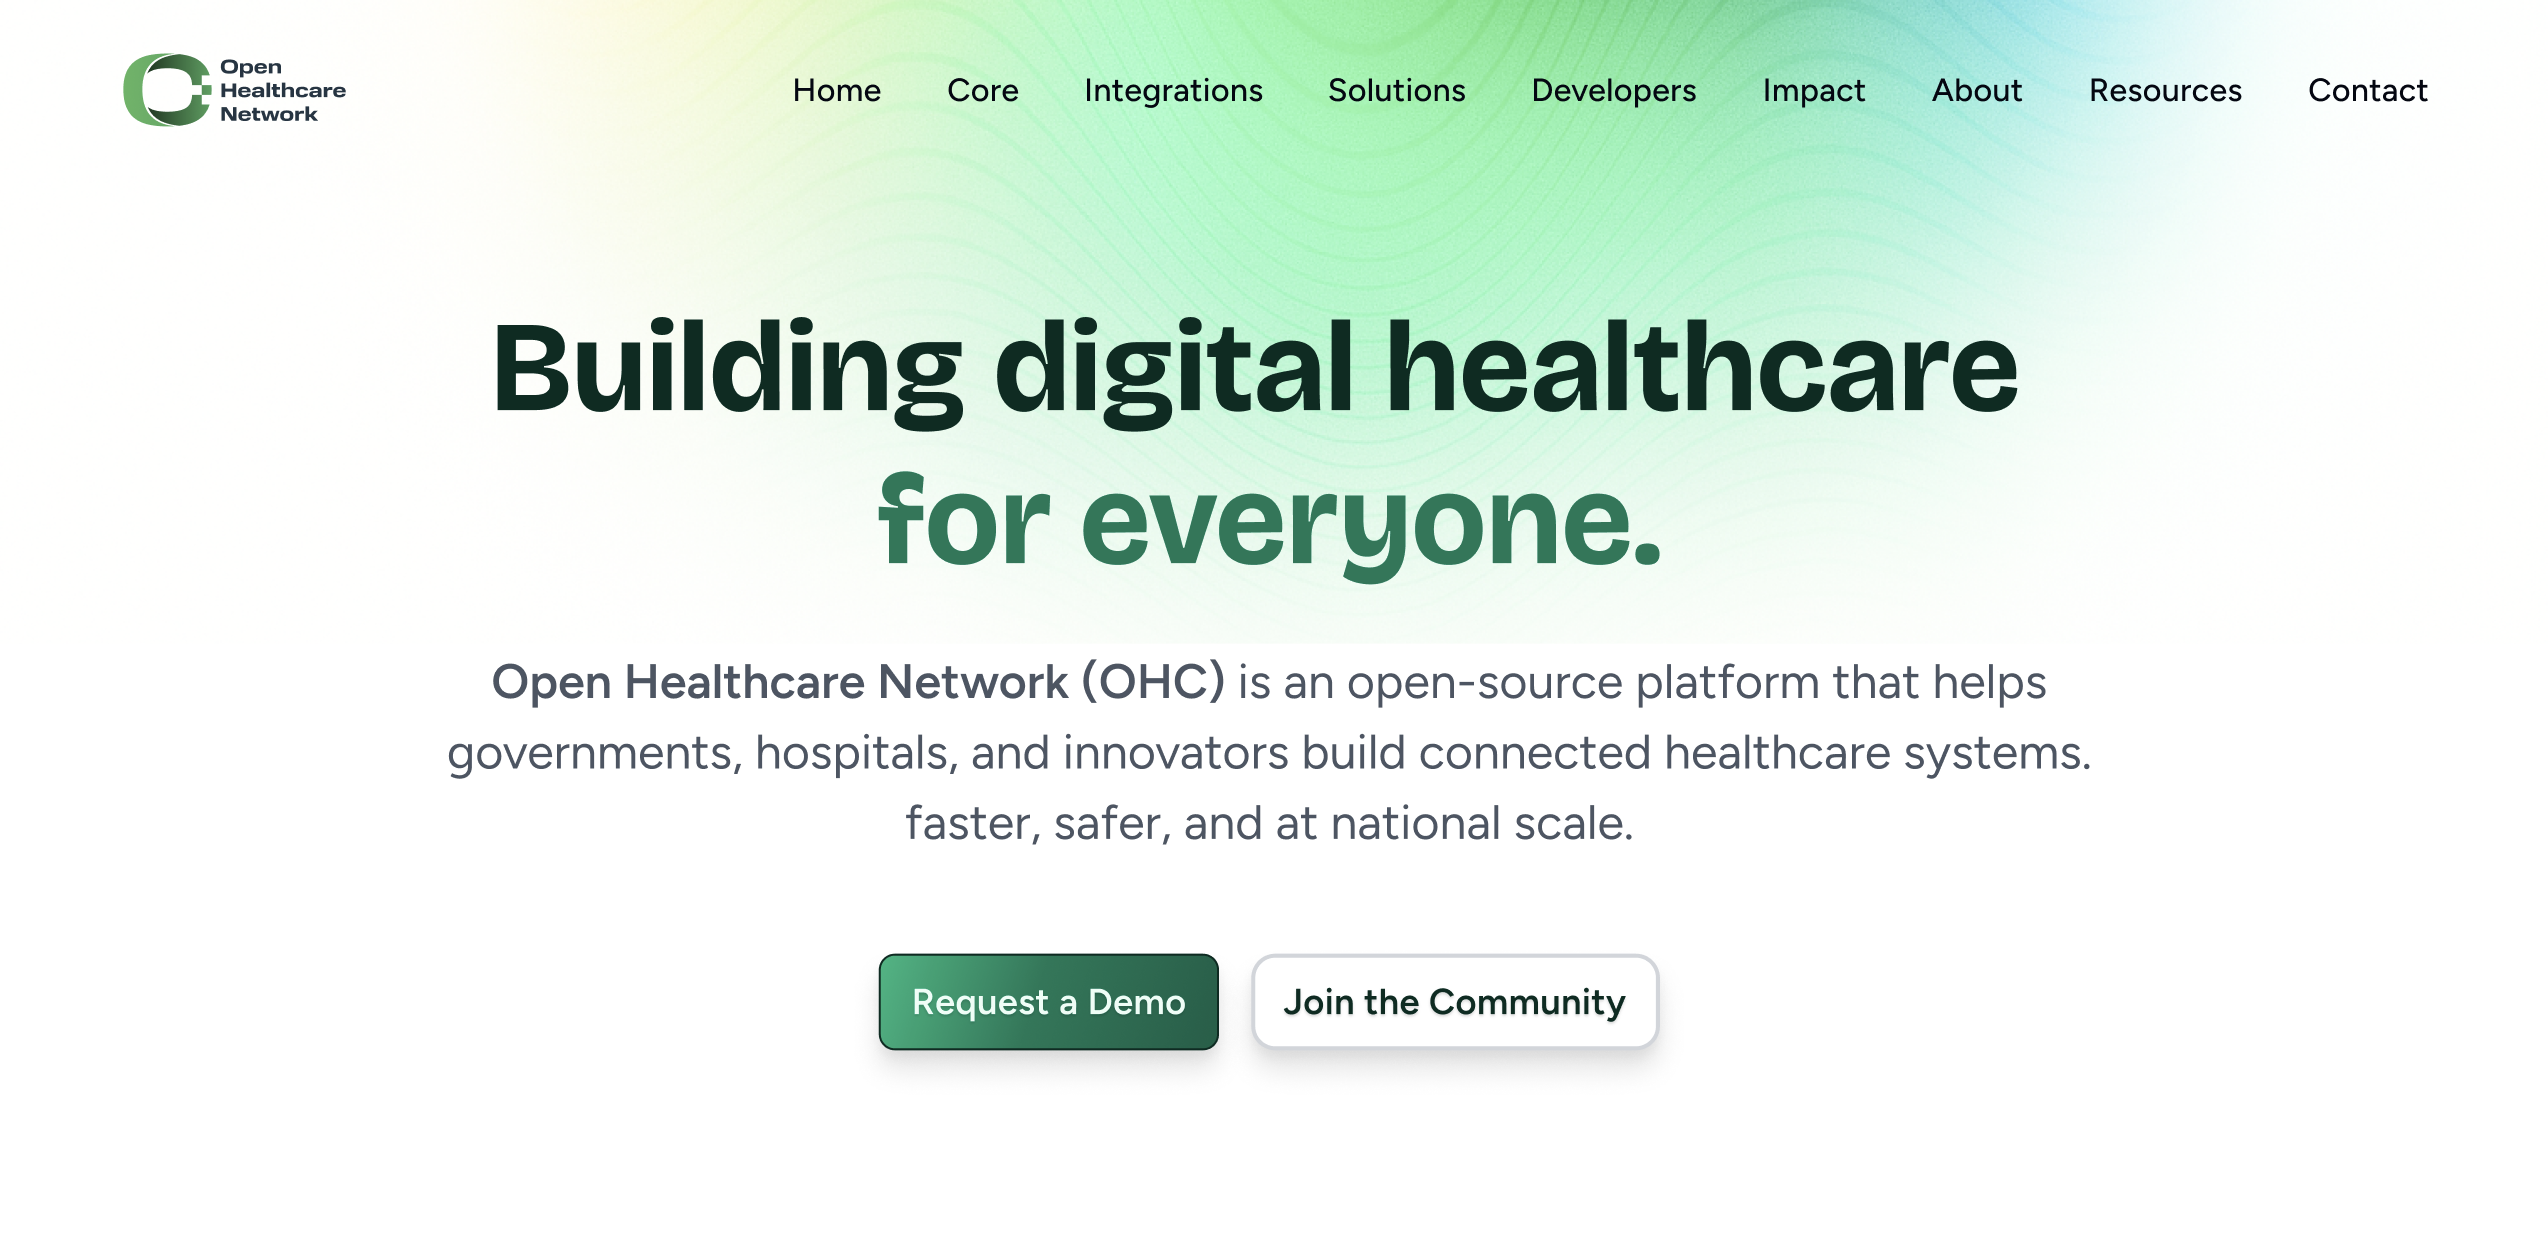 Open
Healthcare
Network
Home Core Integrations Solutions Developers Impact About Resources Contact
Building digital healthcare
for everyone.
Open Healthcare Network (OHC) is an open-source platform that helps
governments, hospitals, and innovators build connected healthcare systems.
faster, safer, and at national scale.
Request a Demo
Join the Community